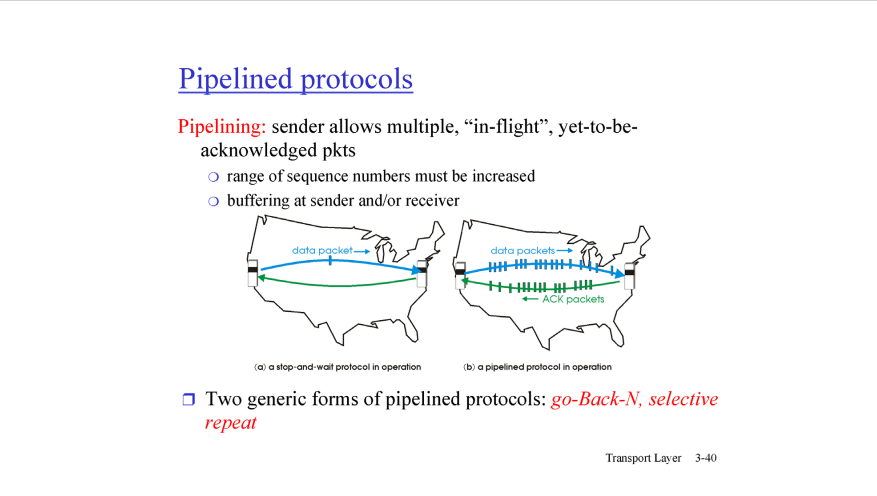 Pipelined protocols
Pipelining: sender allows multiple, “in-flight”, yet-to-be-
acknowledged pkts
range of sequence numbers must be increased
buffering at sender and/or receiver
data packet
data packets
ACK packets
(a) a stop-and-wait protocol in operation
(b) a pipelined protocol in operation
Two generic forms of pipelined protocols: go-Back-N, selective
repeat
Transport Layer 3-40